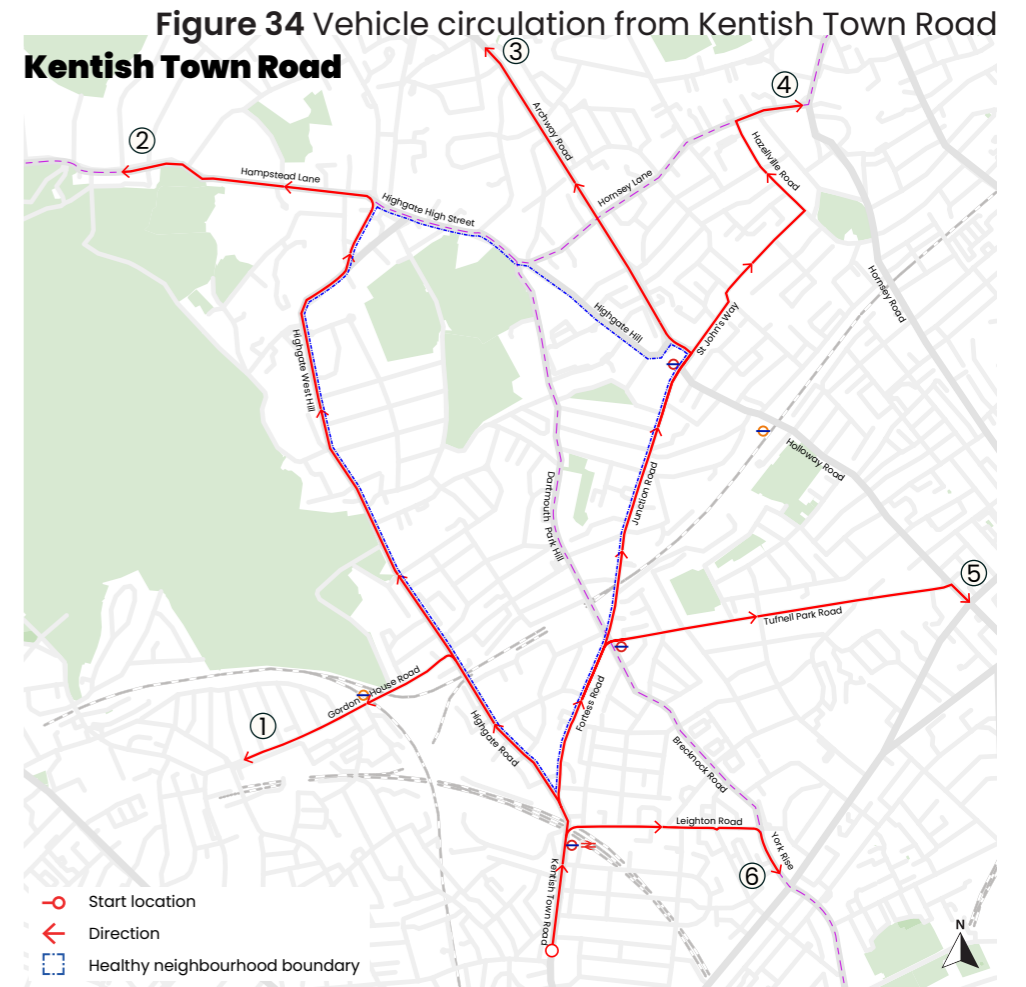 Figure 34 Vehicle circulation from Kentish Town Road
Kentish Town Road
3
4
2
Archway Road
Hazellville Road
Hampstead Lane
Hornsey Lane
Highgate High Street
Hornsey Road
Highgate Hill
St John's Way
Highgate West Hill
Holloway Road
Junction Road
Dartmouth Park Hill
5
Tufnell Park Road
Gordon House Road
1
Fortess Road
Highgate Road
Brecknock Road
Leighton Road
York Rise
6
Kentish Town Road
Start location
Direction
Healthy neighbourhood boundary
N